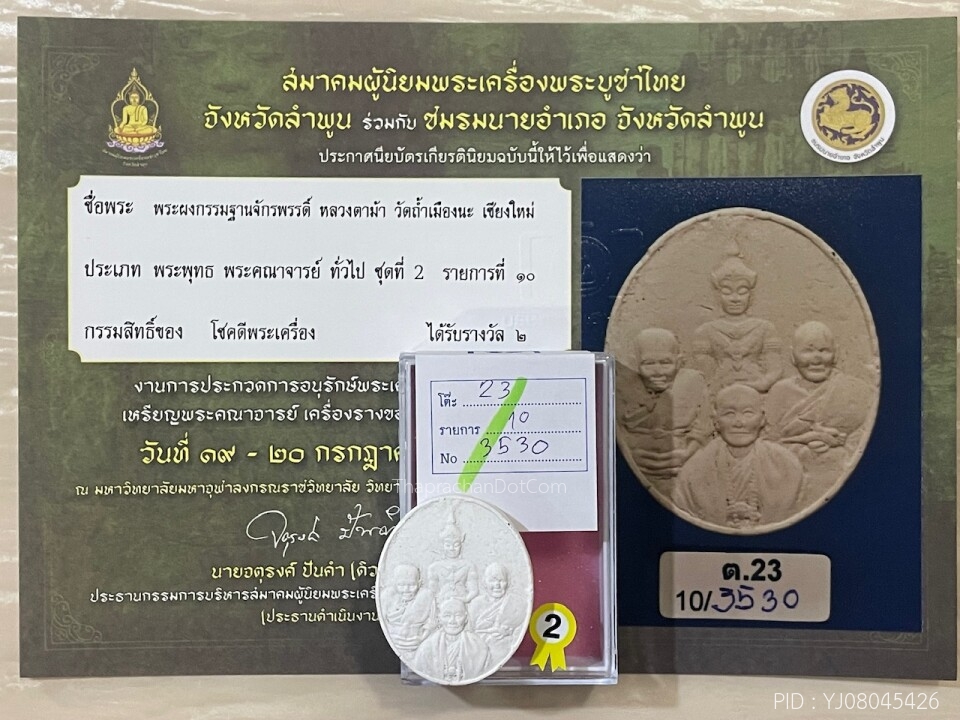 สมาคมผู้นิยมพระเครื่องพระบูชาไทย
จังหวัดลำพูน ร่วมกับ ชมรมนายอำเภอ จังหวัดลำพูน
ประกาศนียบัตรเกียรตินิยมฉบับนี้ให้ไว้เพื่อแสดงว่า
ชื่อพระ พระผงกรรมฐานจักรพรรดิ์ หลวงตาม้า วัดถ้ำเมืองนะ เชียงใหม่
ประเภท พระพุทธ พระคณาจารย์ ทั่วไป ชุดที่ 2 รายการที่ ๑๐
กรรมสิทธิ์ของ โชคดีพระเครื่อง ได้รับรางวัล ๒
งานการประกวดการอนุรักษ์พระเค
เหรียญพระคณาจารย์ เครื่องรางขอ
วันที่ ๑๙ - ๒๐ กรกฎาค
ณ มหาวิทยาลัยมหาจุฬาลงกรณราชวิทยาลัย วิทย
นายจตุรงค์ ปันคำ (ติว
ประธานกรรมการบริหารสมาคมผู้นิยมพระเครื
(ประธานดำเนินงาน
โต๊ะ 23
รายการ 10
No 3530
ThaprachanDotCom
2
ต.23
10/3530
PID : YJ08045426